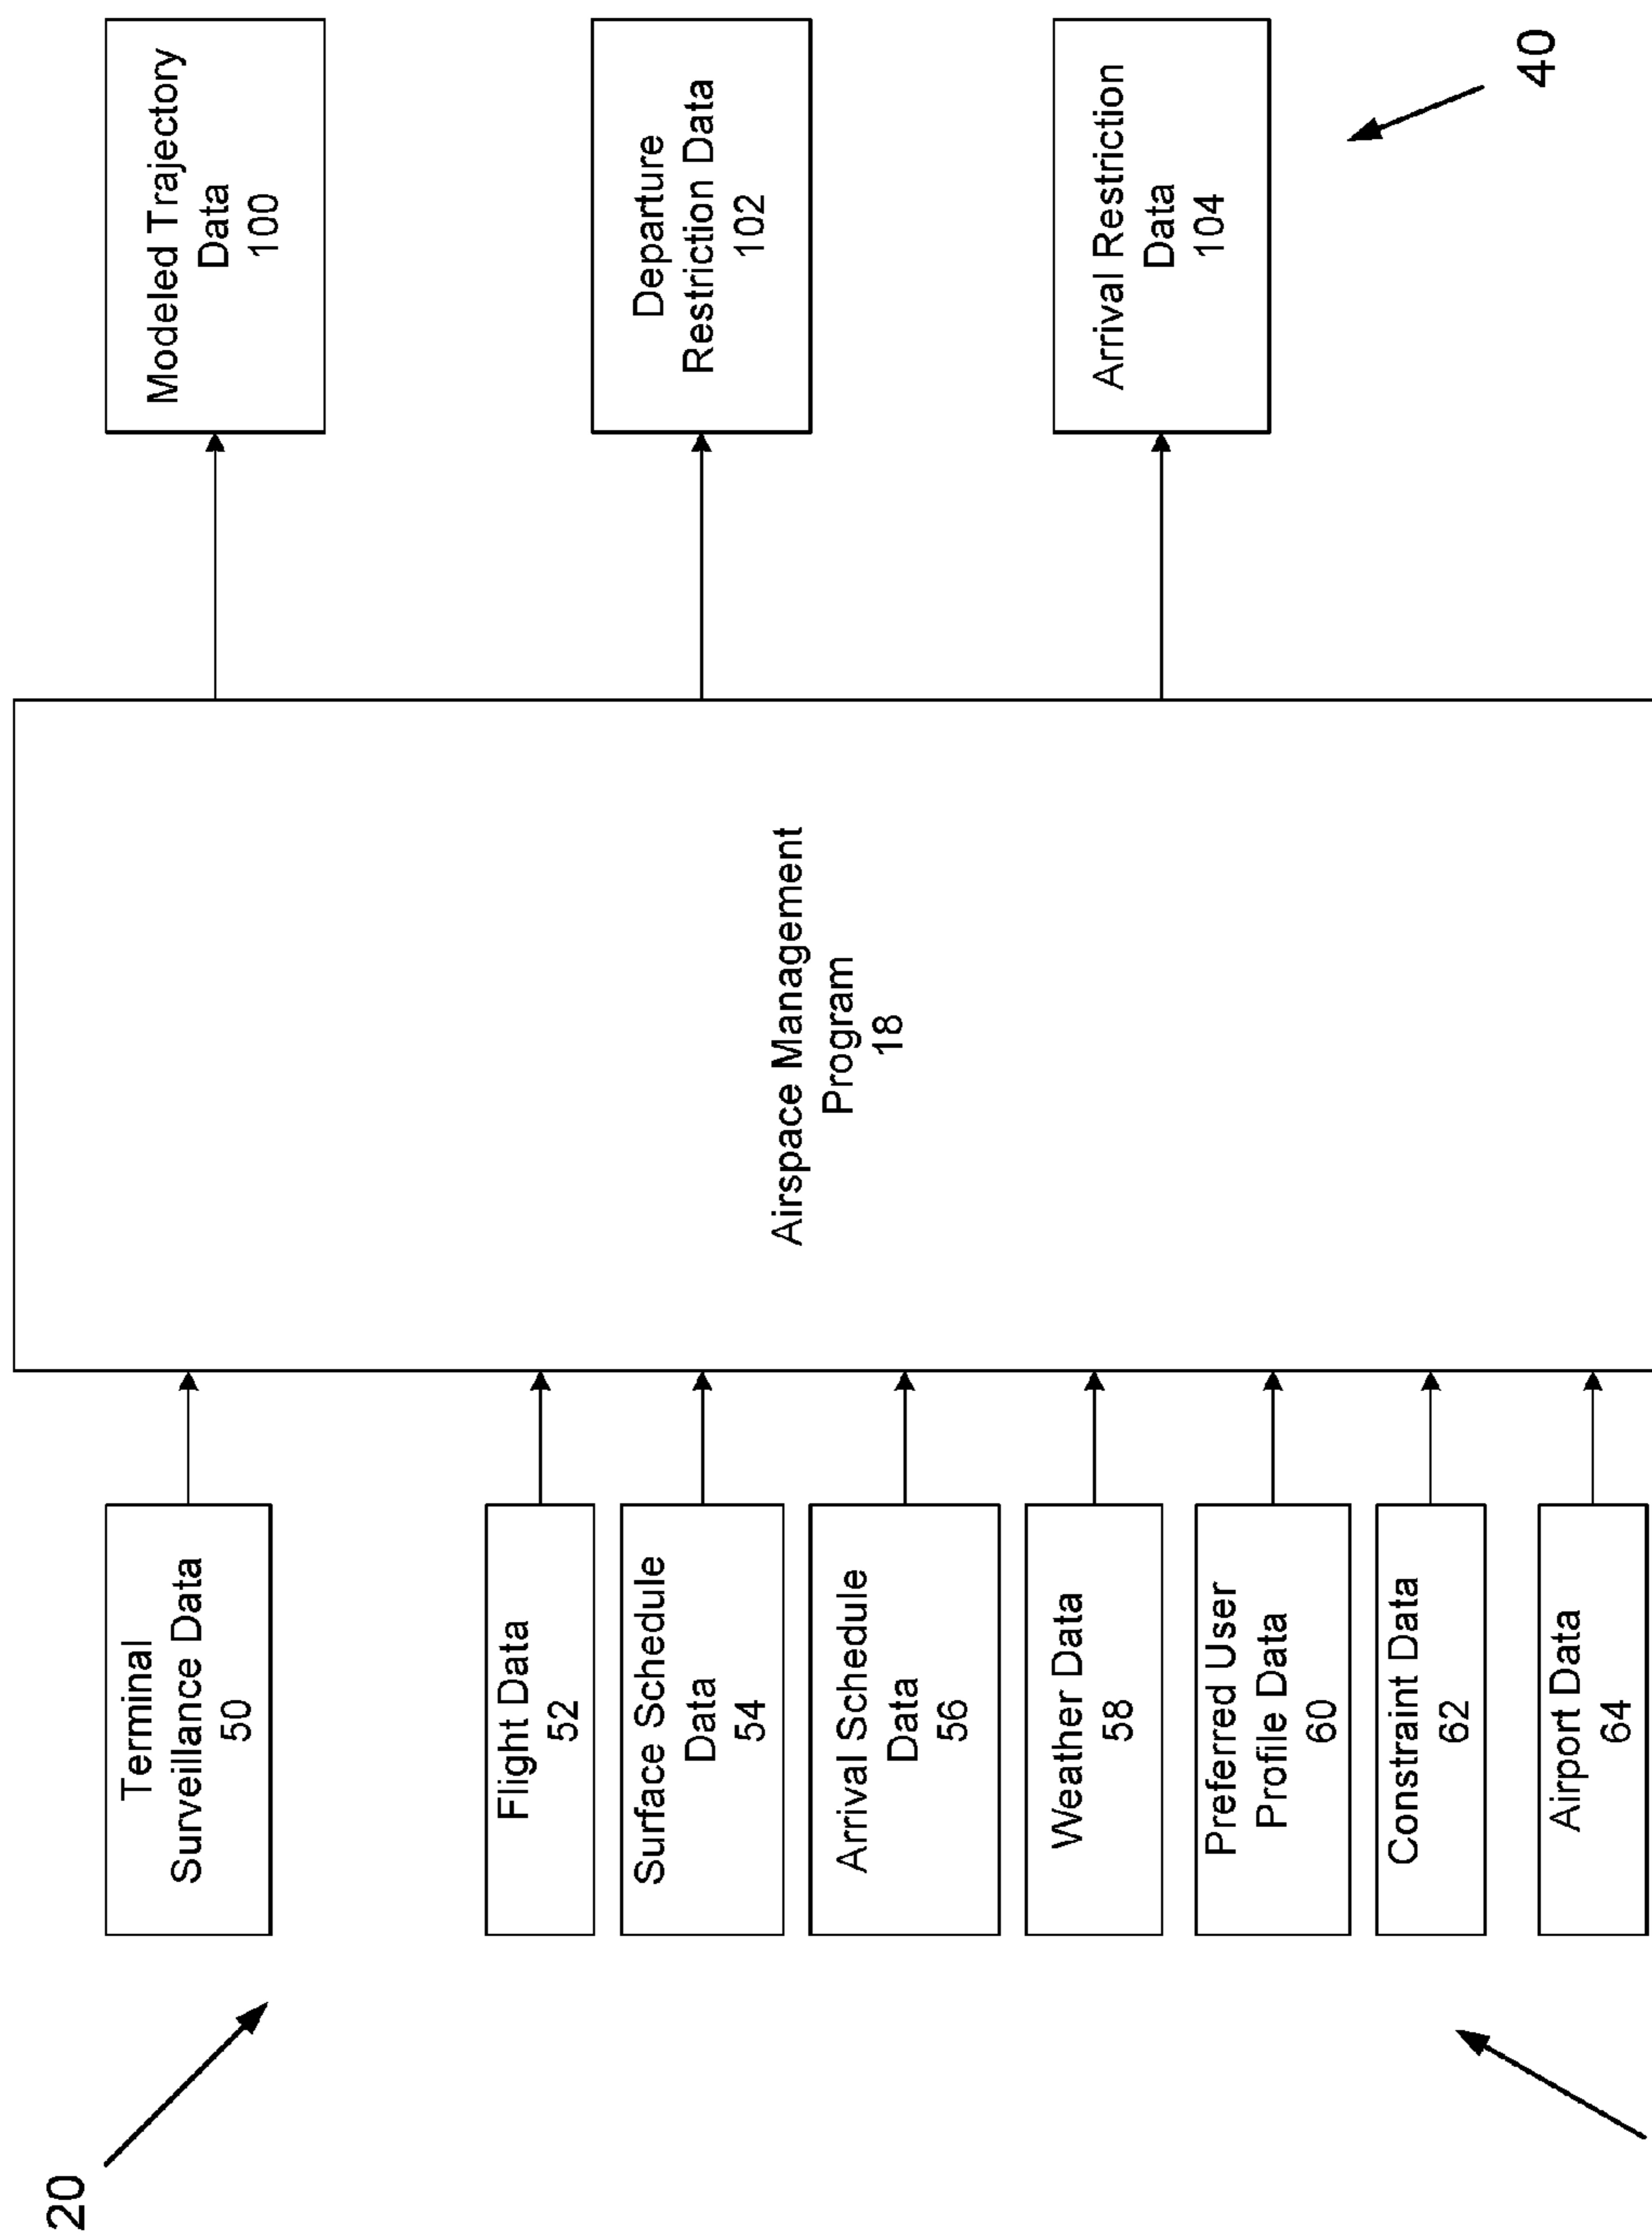 20
Terminal
Surveillance Data
50
Flight Data
52
Surface Schedule
Data
54
Arrival Schedule
Data
56
Weather Data
58
Preferred User
Profile Data
60
Constraint Data
62
Airport Data
64
Airspace Management
Program
18
Modeled Trajectory
Data
100
Departure
Restriction Data
102
Arrival Restriction
Data
104
40